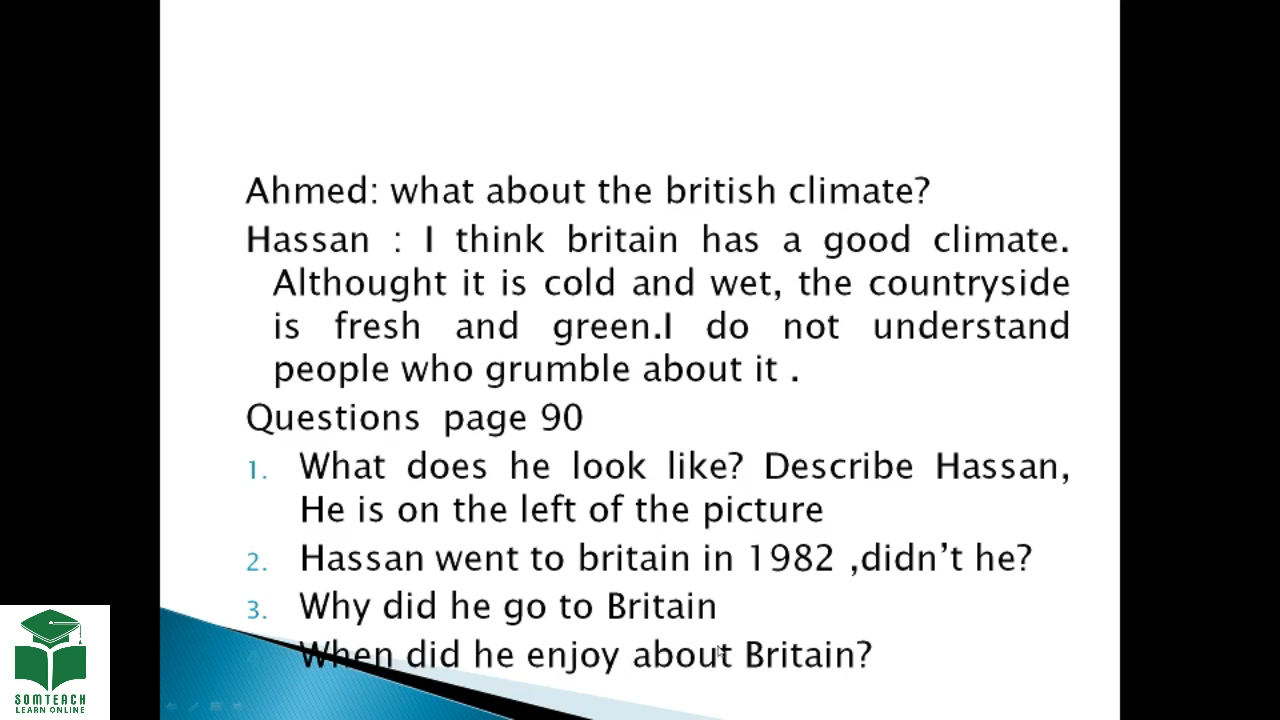 Ahmed: what about the british climate?
Hassan : I think britain has a good climate.
Althought it is cold and wet, the countryside
is fresh and green.I do not understand
people who grumble about it .
Questions page 90
1. What does he look like? Describe Hassan,
He is on the left of the picture
2. Hassan went to britain in 1982 ,didn't he?
3. Why did he go to Britain
When did he enjoy about Britain?
SOMTEACH
LEARN ONLINE